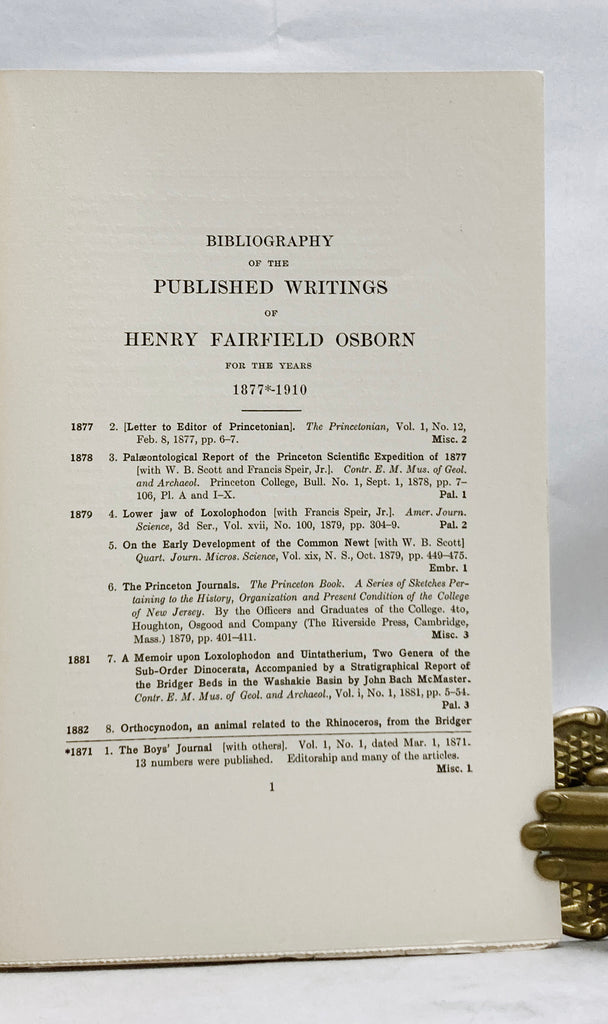 BIBLIOGRAPHY
OF THE
PUBLISHED WRITINGS
OF
HENRY FAIRFIELD OSBORN
FOR THE YEARS
1877*-1910
1877 2. [Letter to Editor of Princetonian]. The Princetonian, Vol. 1, No. 12,
Feb. 8, 1877, pp. 6–7. Misc. 2
1878 3. Palæontological Report of the Princeton Scientific Expedition of 1877
[with W. B. Scott and Francis Speir, Jr.]. Contr. E. M. Mus. of Geol.
and Archaeol. Princeton College, Bull. No. 1, Sept. 1, 1878, pp. 7–
106, Pl. A and I–X. Pal. 1
1879 4. Lower jaw of Loxolophodon [with Francis Speir, Jr.]. Amer. Journ.
Science, 3d Ser., Vol. xvii, No. 100, 1879, pp. 304–9. Pal. 2
5. On the Early Development of the Common Newt [with W. B. Scott]
Quart. Journ. Micros. Science, Vol. xix, N. S., Oct. 1879, pp. 449–475.
Embr. 1
6. The Princeton Journals. The Princeton Book. A Series of Sketches Per-
taining to the History, Organization and Present Condition of the College
of New Jersey. By the Officers and Graduates of the College. 4to,
Houghton, Osgood and Company (The Riverside Press, Cambridge,
Mass.) 1879, pp. 401–411. Misc. 3
1881 7. A Memoir upon Loxolophodon and Uintatherium, Two Genera of the
Sub-Order Dinocerata, Accompanied by a Stratigraphical Report of
the Bridger Beds in the Washakie Basin by John Bach McMaster.
Contr. E. M. Mus. of Geol. and Archaeol., Vol. i, No. 1, 1881, pp. 5–54.
Pal. 3
1882 8. Orthocynodon, an animal related to the Rhinoceros, from the Bridger
*1871 1. The Boys' Journal [with others]. Vol. 1, No. 1, dated Mar. 1, 1871.
13 numbers were published. Editorship and many of the articles.
Misc. 1
1